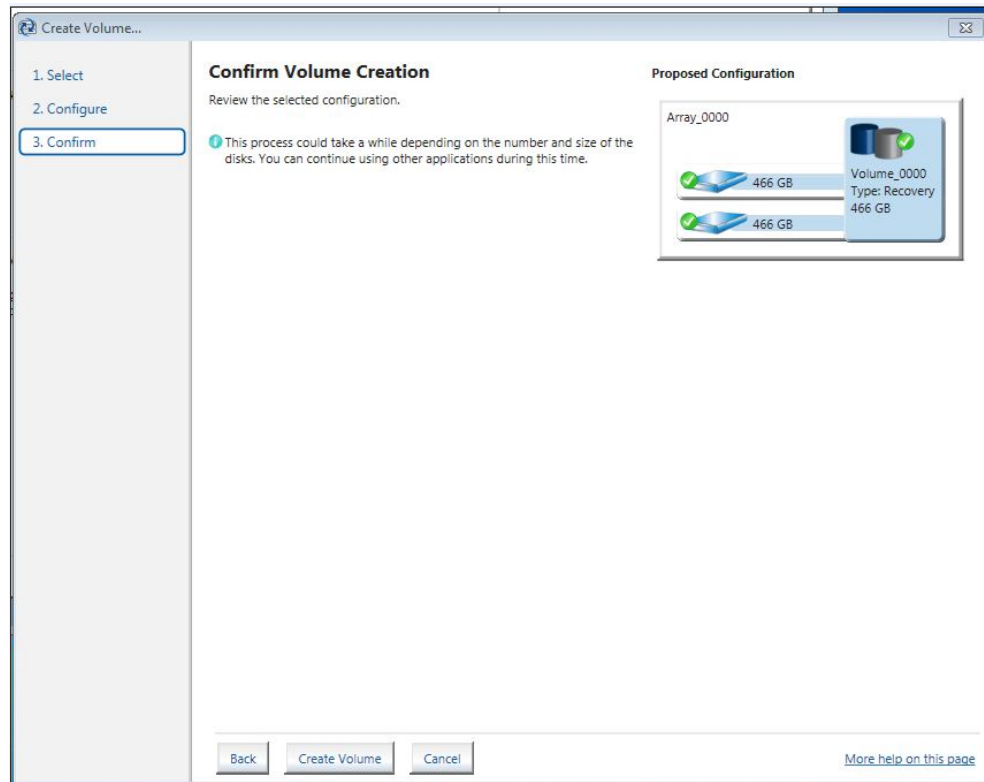 Create Volume...
1. Select
2. Configure
3. Confirm
Confirm Volume Creation
Review the selected configuration.
This process could take a while depending on the number and size of the
disks. You can continue using other applications during this time.
Proposed Configuration
Array_0000
466 GB
466 GB
Volume_0000
Type: Recovery
466 GB
Back
Create Volume
Cancel
More help on this page